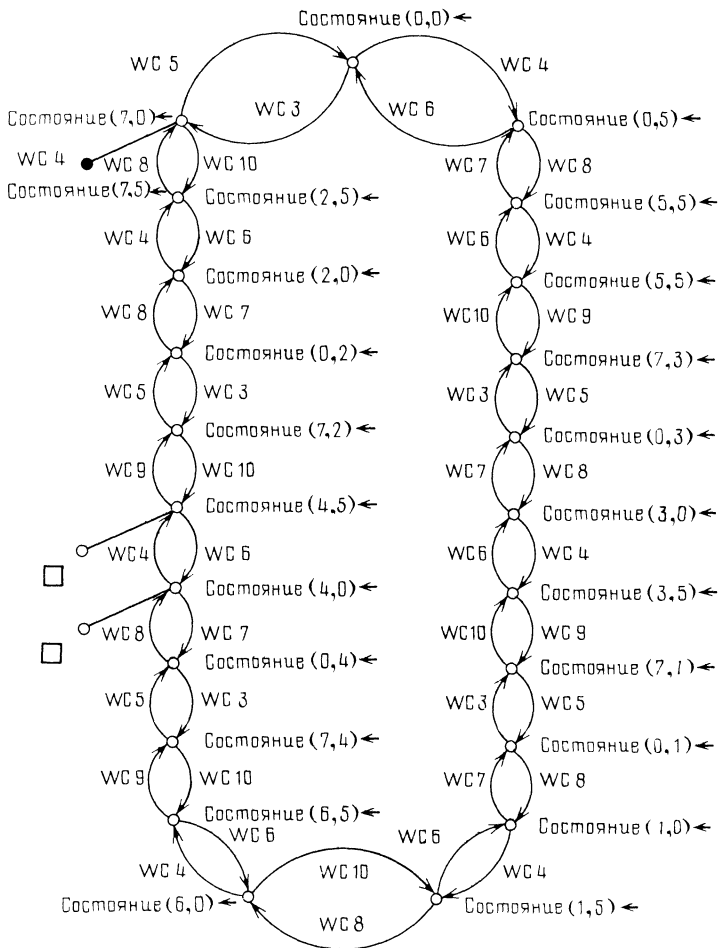 Состояние (0,0)
WC 5
WC 4
WC 3
WC 6
Состояние (7,0)
Состояние (0,5)
WC 4
WC 8
WC 10
WC 7
WC 8
Состояние (7,5)
Состояние (2,5)
Состояние (5,5)
WC 4
WC 6
WC 6
WC 4
Состояние (2,0)
Состояние (5,5)
WC 8
WC 7
WC 10
WC 9
Состояние (0,2)
Состояние (7,3)
WC 5
WC 3
WC 3
WC 5
Состояние (7,2)
Состояние (0,3)
WC 9
WC 10
WC 7
WC 8
Состояние (4,5)
Состояние (3,0)
WC 4
WC 6
WC 6
WC 4
Состояние (4,0)
Состояние (3,5)
WC 8
WC 7
WC 10
WC 9
Состояние (0,4)
Состояние (7,1)
WC 5
WC 3
WC 3
WC 5
Состояние (7,4)
Состояние (0,1)
WC 9
WC 10
WC 7
WC 8
Состояние (6,5)
Состояние (1,0)
WC 6
WC 6
WC 4
WC 10
WC 4
Состояние (6,0)
Состояние (1,5)
WC 8